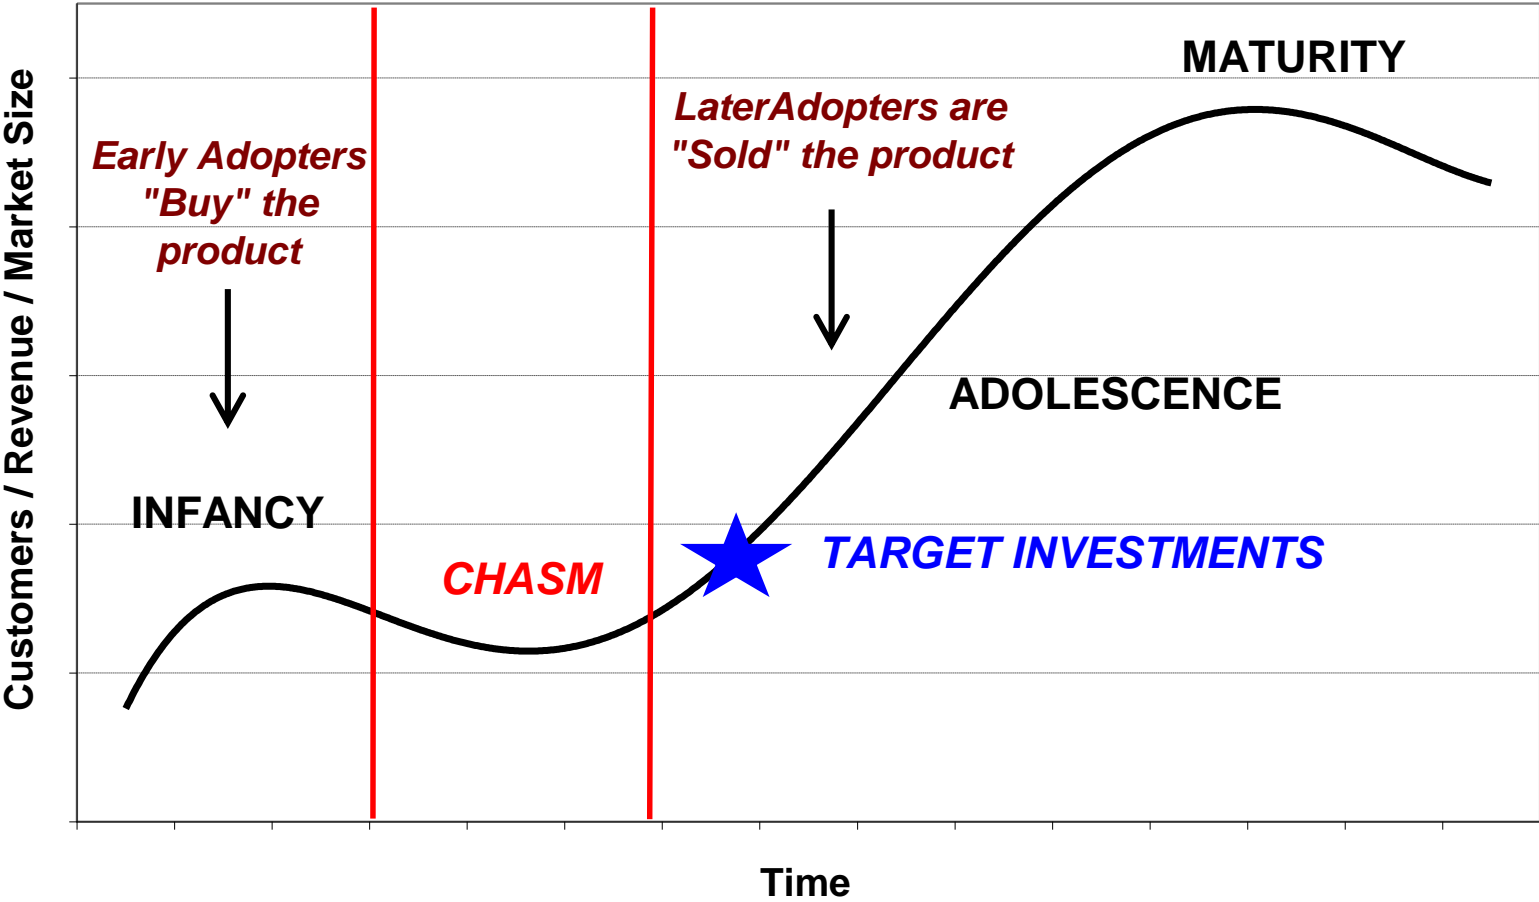 Customers / Revenue / Market Size
MATURITY
LaterAdopters are
"Sold" the product
Early Adopters
"Buy" the
product
ADOLESCENCE
INFANCY
TARGET INVESTMENTS
CHASM
Time